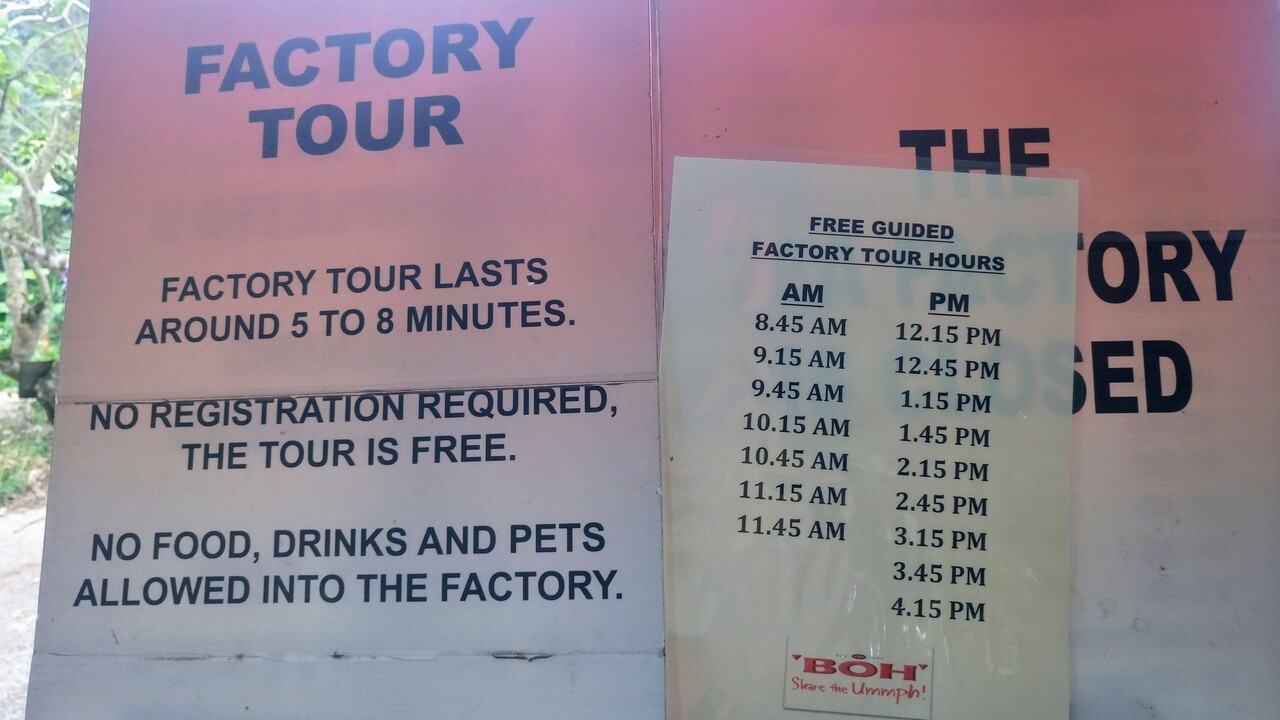 FACTORY
TOUR
FACTORY TOUR LASTS
AROUND 5 TO 8 MINUTES.
NO REGISTRATION REQUIRED,
THE TOUR IS FREE.
NO FOOD, DRINKS AND PETS
ALLOWED INTO THE FACTORY.
THE
FACTORY
CLOSED
FREE GUIDED
FACTORY TOUR HOURS
AM PM
8.45 AM 12.15 PM
9.15 AM 12.45 PM
9.45 AM 1.15 PM
10.15 AM 1.45 PM
10.45 AM 2.15 PM
11.15 AM 2.45 PM
11.45 AM 3.15 PM
3.45 PM
4.15 PM
BOH
Share the Ummph!